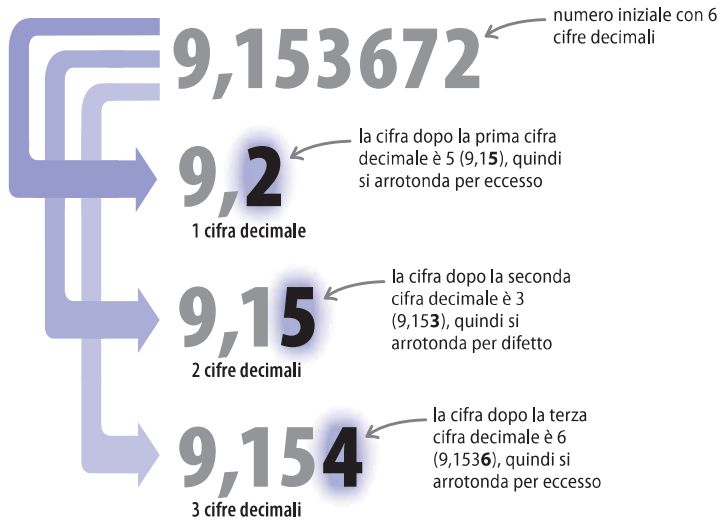 9,153672
numero iniziale con 6
cifre decimali
9,2
1 cifra decimale
la cifra dopo la prima cifra
decimale è 5 (9,15), quindi
si arrotonda per eccesso
9,15
2 cifre decimali
la cifra dopo la seconda
cifra decimale è 3
(9,153), quindi si
arrotonda per difetto
9,154
3 cifre decimali
la cifra dopo la terza
cifra decimale è 6
(9,1536), quindi si
arrotonda per eccesso